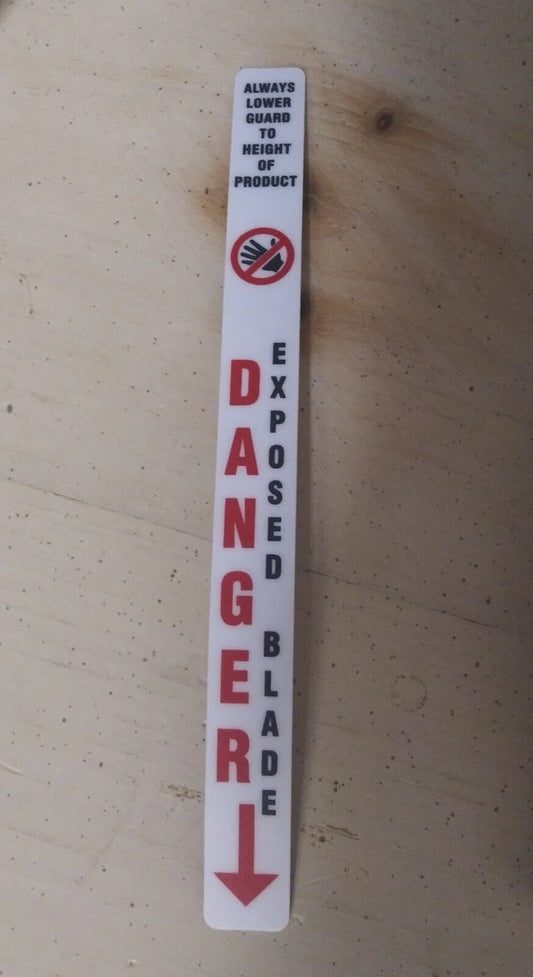 ALWAYS
LOWER
GUARD
TO
HEIGHT
OF
PRODUCT
DANGER
EXPOSED BLADE